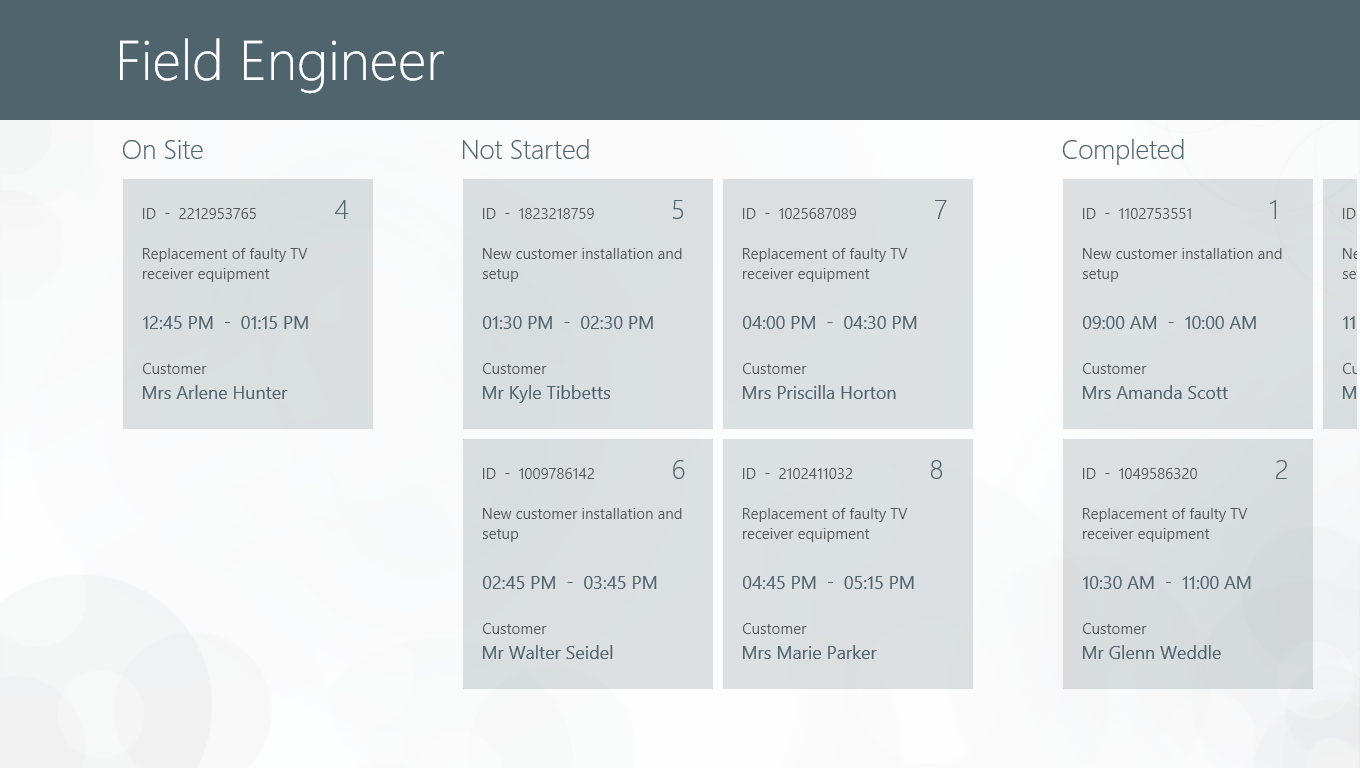 Field Engineer
On Site
ID - 2212953765 4
Replacement of faulty TV
receiver equipment
12:45 PM - 01:15 PM
Customer
Mrs Arlene Hunter
Not Started
ID - 1823218759 5
New customer installation and
setup
01:30 PM - 02:30 PM
Customer
Mr Kyle Tibbetts
ID - 1009786142 6
New customer installation and
setup
02:45 PM - 03:45 PM
Customer
Mr Walter Seidel
ID - 1025687089 7
Replacement of faulty TV
receiver equipment
04:00 PM - 04:30 PM
Customer
Mrs Priscilla Horton
ID - 2102411032 8
Replacement of faulty TV
receiver equipment
04:45 PM - 05:15 PM
Customer
Mrs Marie Parker
Completed
ID - 1102753551 1
New customer installation and
setup
09:00 AM - 10:00 AM
Customer
Mrs Amanda Scott
ID - 1049586320 2
Replacement of faulty TV
receiver equipment
10:30 AM - 11:00 AM
Customer
Mr Glenn Weddle
ID